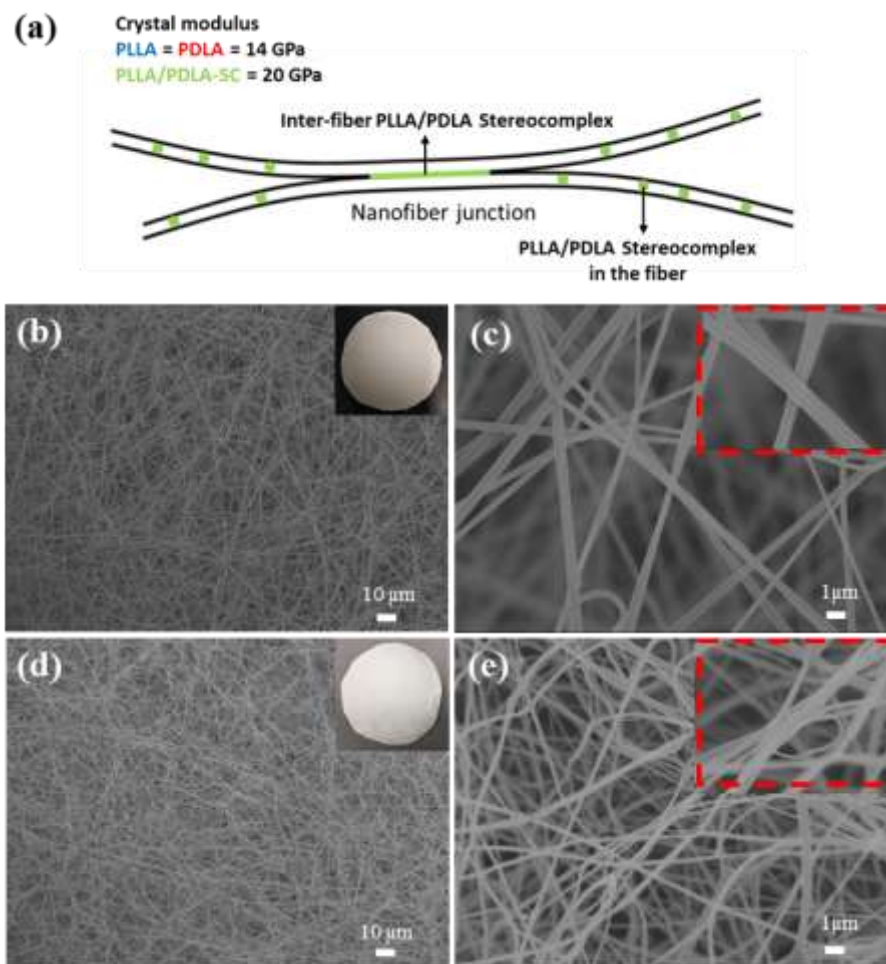 (a)
Crystal modulus
PLLA = PDLA = 14 GPa
PLLA/PDLA-SC = 20 GPa
Inter-fiber PLLA/PDLA Stereocomplex
Nanofiber junction
PLLA/PDLA Stereocomplex
in the fiber
(b)
10 μm
(c)
1μm
(d)
10 μm
(e)
1μm